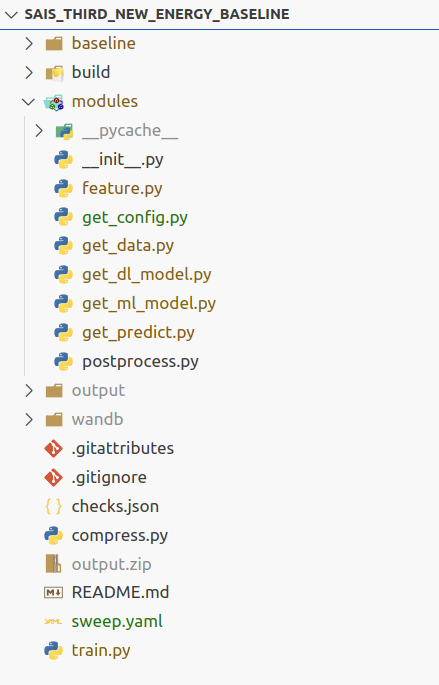 SAIS_THIRD_NEW_ENERGY_BASELINE
baseline
build
modules
__pycache__
__init__.py
feature.py
get_config.py
get_data.py
get_dl_model.py
get_ml_model.py
get_predict.py
postprocess.py
output
wandb
.gitattributes
.gitignore
checks.json
compress.py
output.zip
README.md
sweep.yaml
train.py